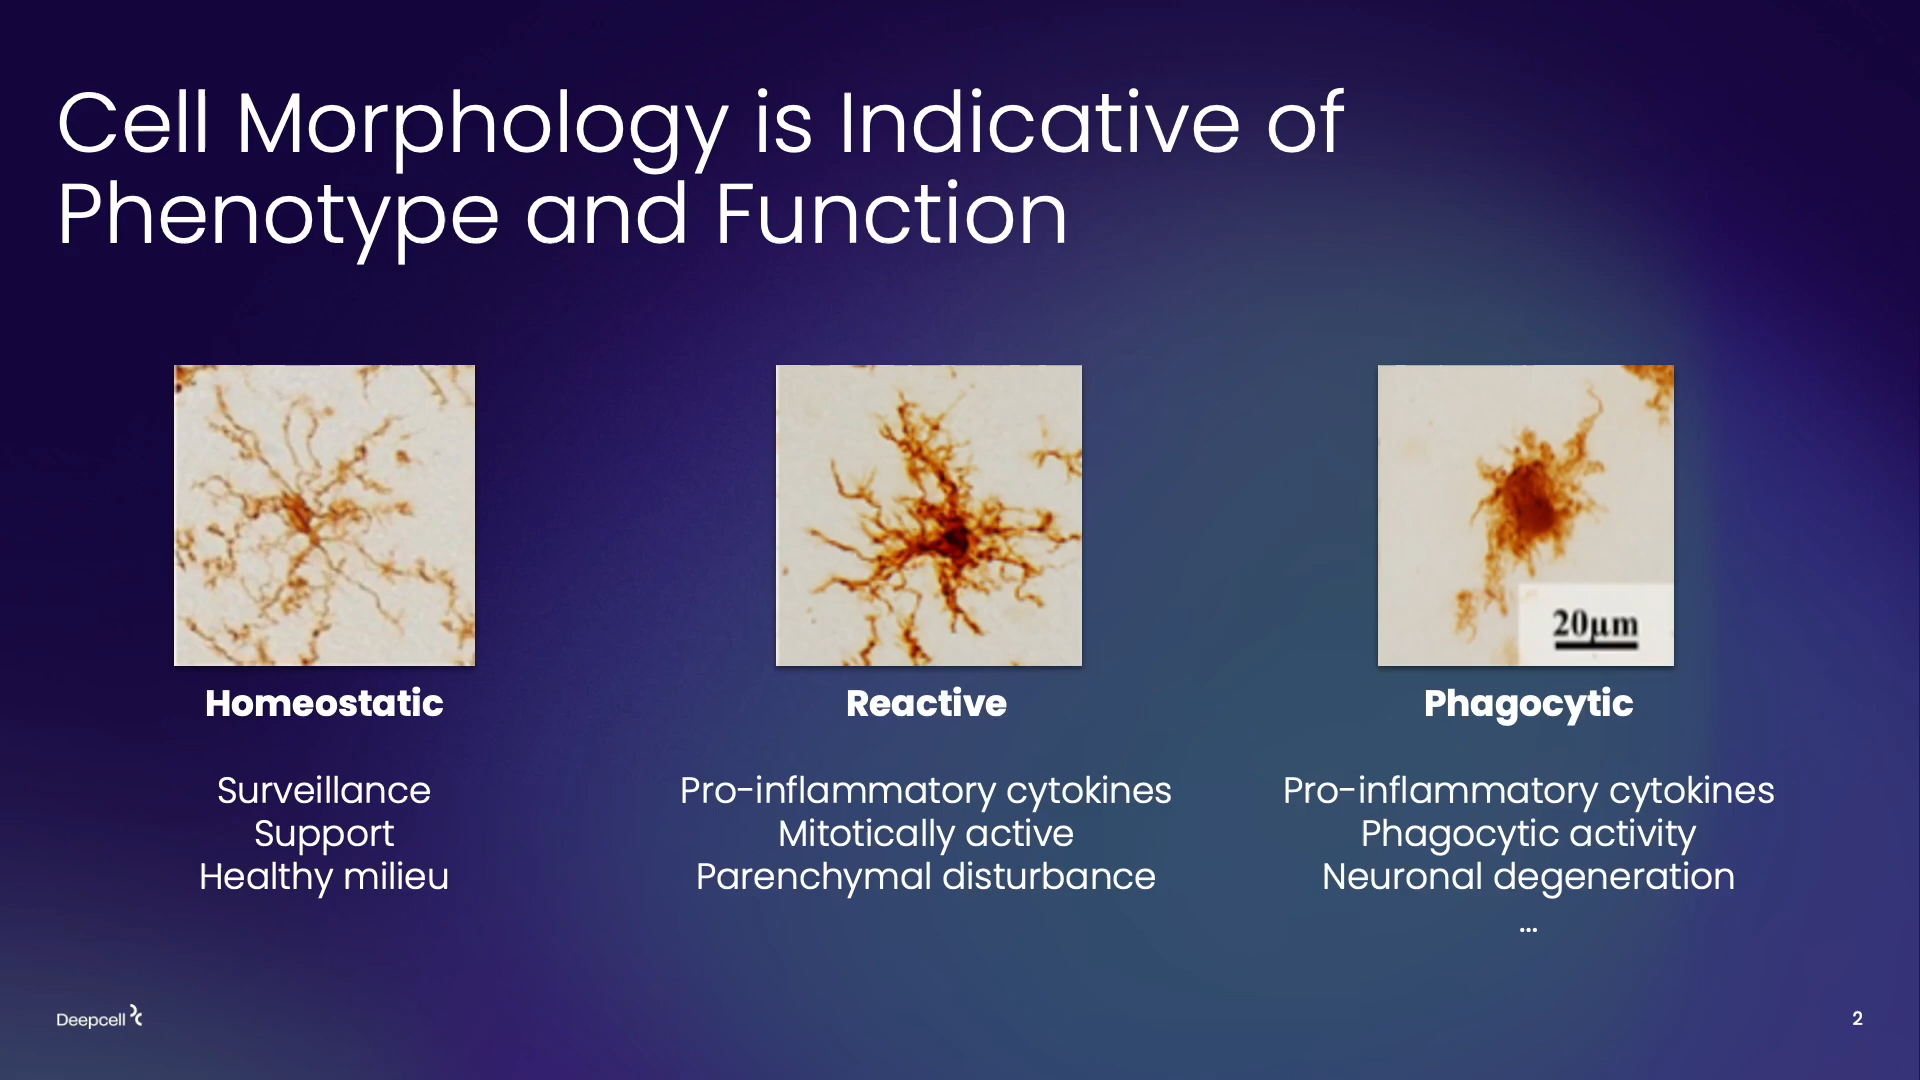 Cell Morphology is Indicative of
Phenotype and Function
20µm
Homeostatic
Surveillance
Support
Healthy milieu
Reactive
Pro-inflammatory cytokines
Mitotically active
Parenchymal disturbance
Phagocytic
Pro-inflammatory cytokines
Phagocytic activity
Neuronal degeneration
...
Deepcell
2